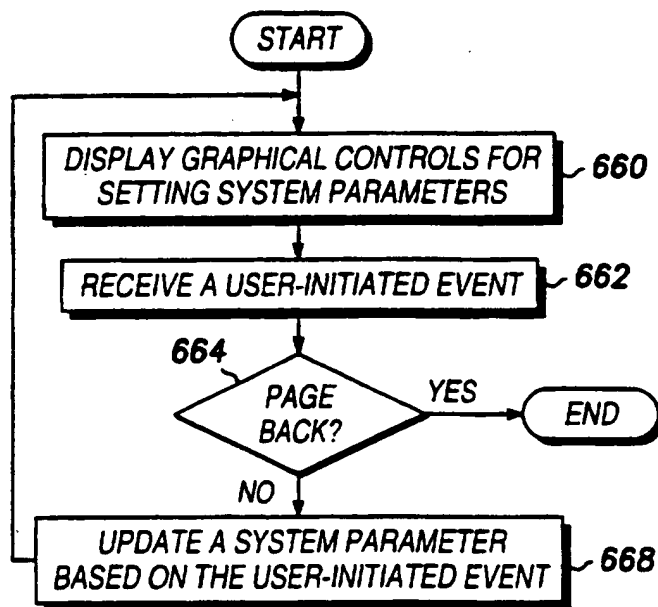 START
DISPLAY GRAPHICAL CONTROLS FOR
SETTING SYSTEM PARAMETERS
660
RECEIVE A USER-INITIATED EVENT
662
664
PAGE
BACK?
YES
END
NO
UPDATE A SYSTEM PARAMETER
BASED ON THE USER-INITIATED EVENT
668